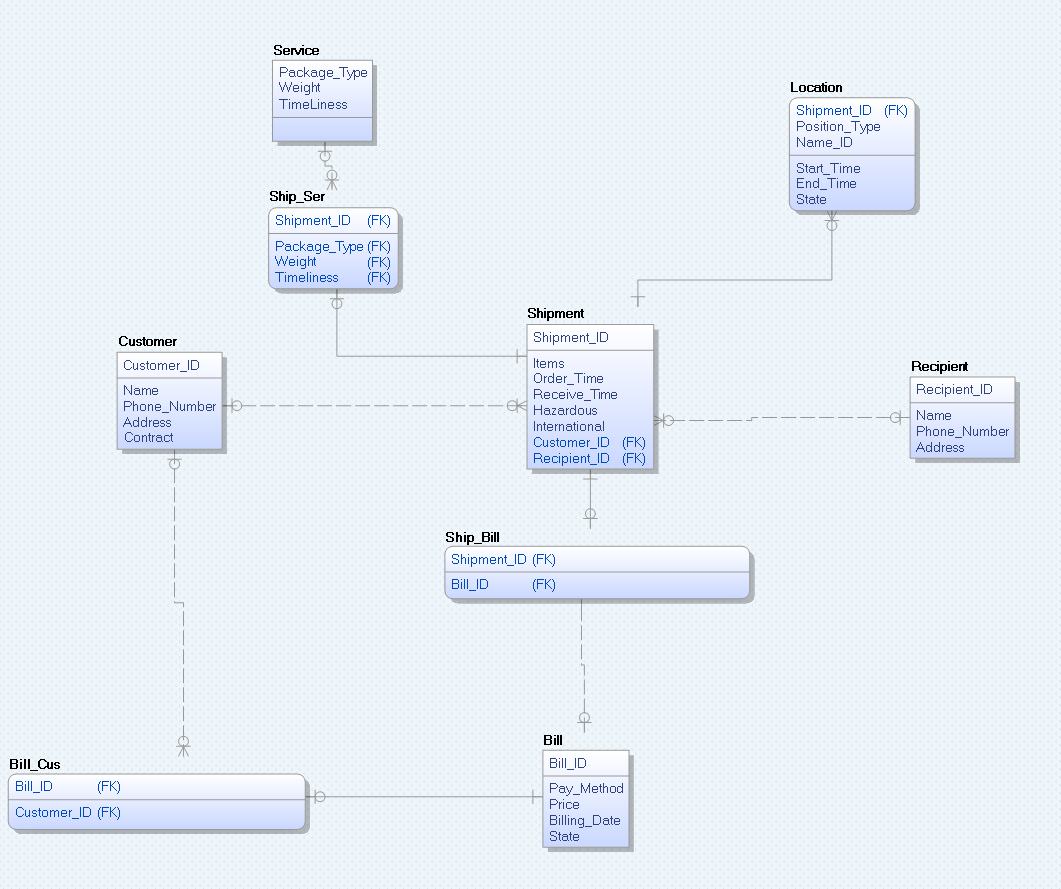 Service
Package_Type
Weight
TimeLiness
Location
Shipment_ID (FK)
Position_Type
Name_ID
Start_Time
End_Time
State
Ship_Ser
Shipment_ID (FK)
Package_Type (FK)
Weight (FK)
Timeliness (FK)
Shipment
Shipment_ID
Items
Order_Time
Receive_Time
Hazardous
International
Customer_ID (FK)
Recipient_ID (FK)
Customer
Customer_ID
Name
Phone_Number
Address
Contract
Recipient
Recipient_ID
Name
Phone_Number
Address
Ship_Bill
Shipment_ID (FK)
Bill_ID (FK)
Bill
Bill_ID
Pay_Method
Price
Billing_Date
State
Bill_Cus
Bill_ID (FK)
Customer_ID (FK)